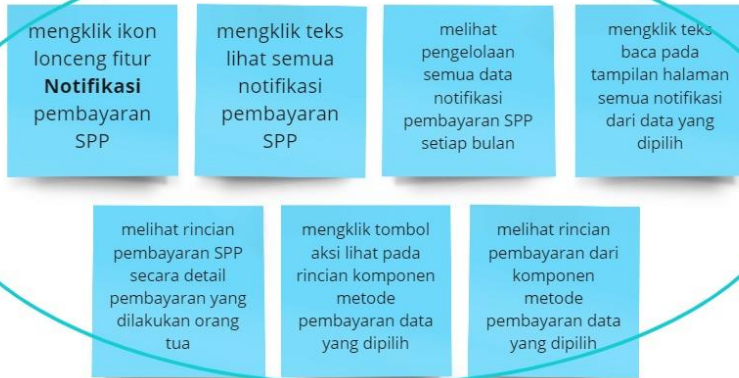 mengklik ikon
lonceng fitur
Notifikasi
pembayaran
SPP
mengklik teks
lihat semua
notifikasi
pembayaran
SPP
melihat
pengelolaan
semua data
notifikasi
pembayaran SPP
setiap bulan
mengklik teks
baca pada
tampilan halaman
semua notifikasi
dari data yang
dipilih
melihat rincian
pembayaran SPP
secara detail
pembayaran yang
dilakukan orang
tua
mengklik tombol
aksi lihat pada
rincian komponen
metode
pembayaran data
yang dipilih
melihat rincian
pembayaran dari
komponen
metode
pembayaran data
yang dipilih